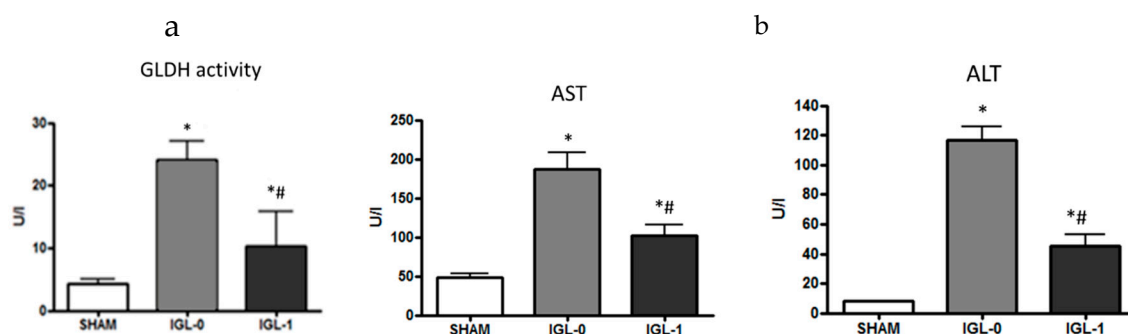 a
b
GLDH activity
AST
ALT
U/I
30
20
10
0
*
*#
SHAM
IGL-0
IGL-1
250
200
150
100
50
0
*
*#
SHAM
IGL-0
IGL-1
U/I
140
120
100
80
60
40
20
0
*
*#
SHAM
IGL-0
IGL-1